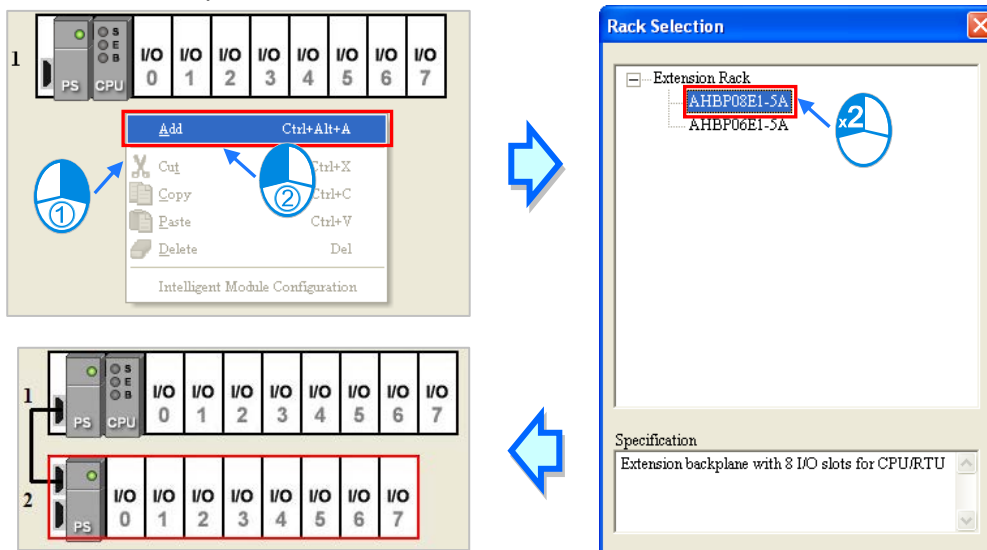 1
PS
CPU
S
E
B
I/O I/O I/O I/O I/O I/O I/O I/O
0 1 2 3 4 5 6 7
Add Ctrl+Alt+A
Cut Ctrl+X
Copy Ctrl+C
Paste Ctrl+V
Delete Del
Intelligent Module Configuration
①
②
Rack Selection
Extension Rack
AHBP08E1-5A
AHBP06E1-5A
x2
Specification
Extension backplane with 8 I/O slots for CPU/RTU
1
PS
CPU
S
E
B
I/O I/O I/O I/O I/O I/O I/O I/O
0 1 2 3 4 5 6 7
2
PS
I/O I/O I/O I/O I/O I/O I/O I/O
0 1 2 3 4 5 6 7